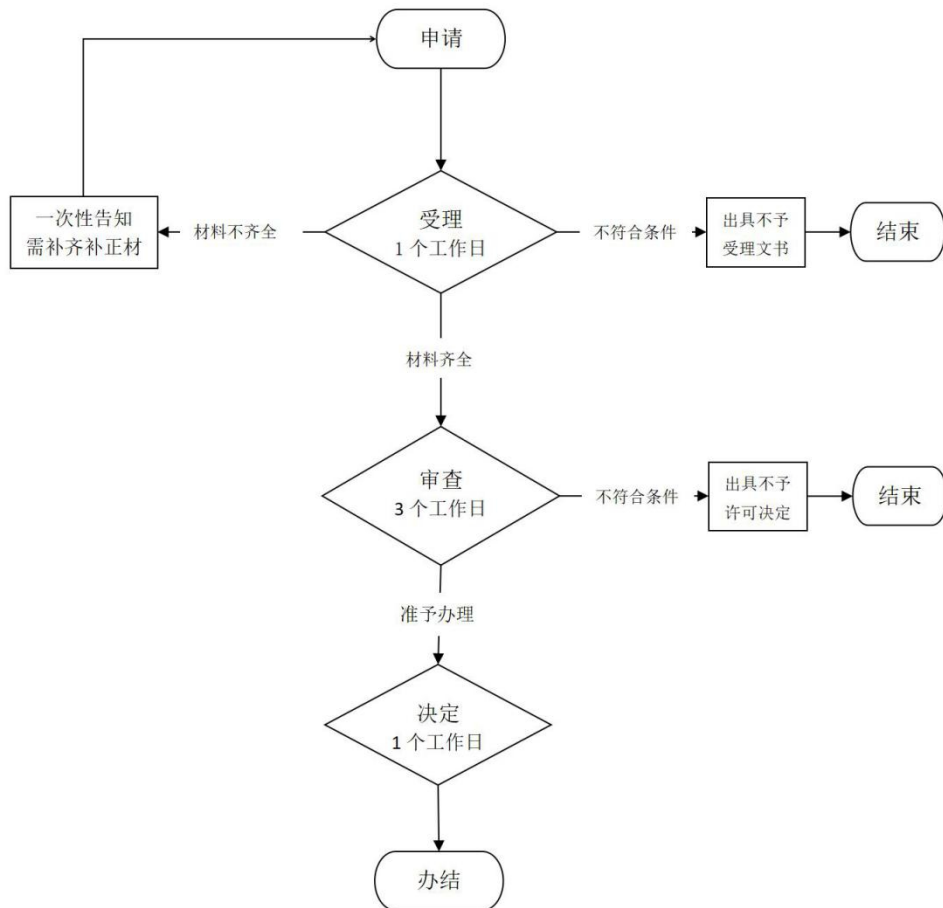 申请
一次性告知
需补齐补正材
材料不齐全
受理
1 个工作日
不符合条件
出具不予
受理文书
结束
材料齐全
审查
3 个工作日
不符合条件
出具不予
许可决定
结束
准予办理
决定
1 个工作日
办结